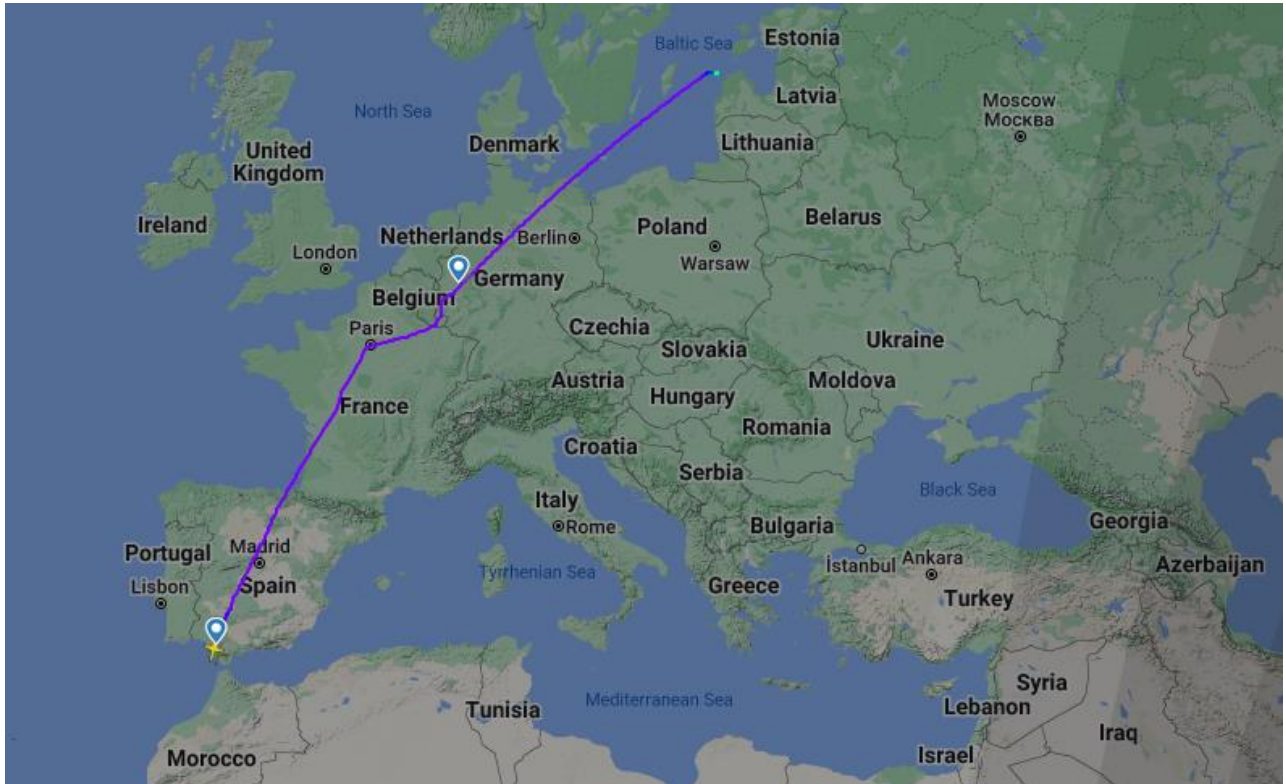 Baltic Sea
Estonia
Latvia
Moscow
Москва
North Sea
Denmark
Lithuania
United
Kingdom
Ireland
Belarus
Netherlands
Berlin
Poland
London
Warsaw
Germany
Belgium
Paris
Czechia
Ukraine
Slovakia
Austria
Moldova
Hungary
France
Romania
Croatia
Serbia
Italy
Black Sea
Rome
Bulgaria
Georgia
Portugal
Madrid
İstanbul
Ankara
Azerbaijan
Tyrrhenian Sea
Lisbon
Spain
Greece
Turkey
Syria
Mediterranean Sea
Tunisia
Lebanon
Iraq
Morocco
Israel